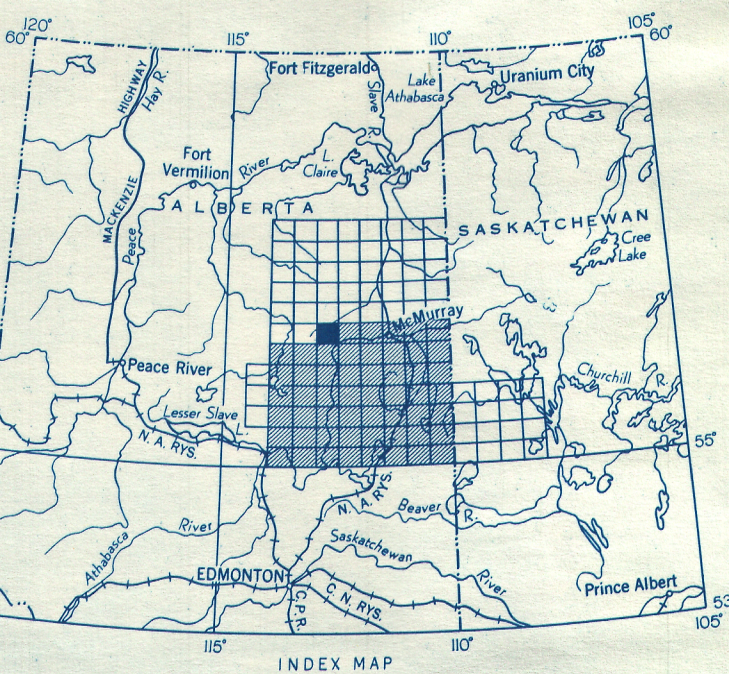 120°
105°
60°
115°
110°
60°
Fort Fitzgerald
Uranium City
Lake
Athabasca
HIGHWAY
Hay R.
Slave R.
Fort
Vermilion
River
L.
Claire
ALBERTA
MACKENZIE
Peace
SASKATCHEWAN
Cree
Lake
McMurray
Peace River
Churchill R.
Lesser Slave
L.
N. A. RYS.
55°
N. A. RYS.
Beaver R.
River
Athabasca
Saskatchewan
River
EDMONTON
C. N. RYS.
C.P.R.
Prince Albert
53
105°
115°
110°
INDEX MAP